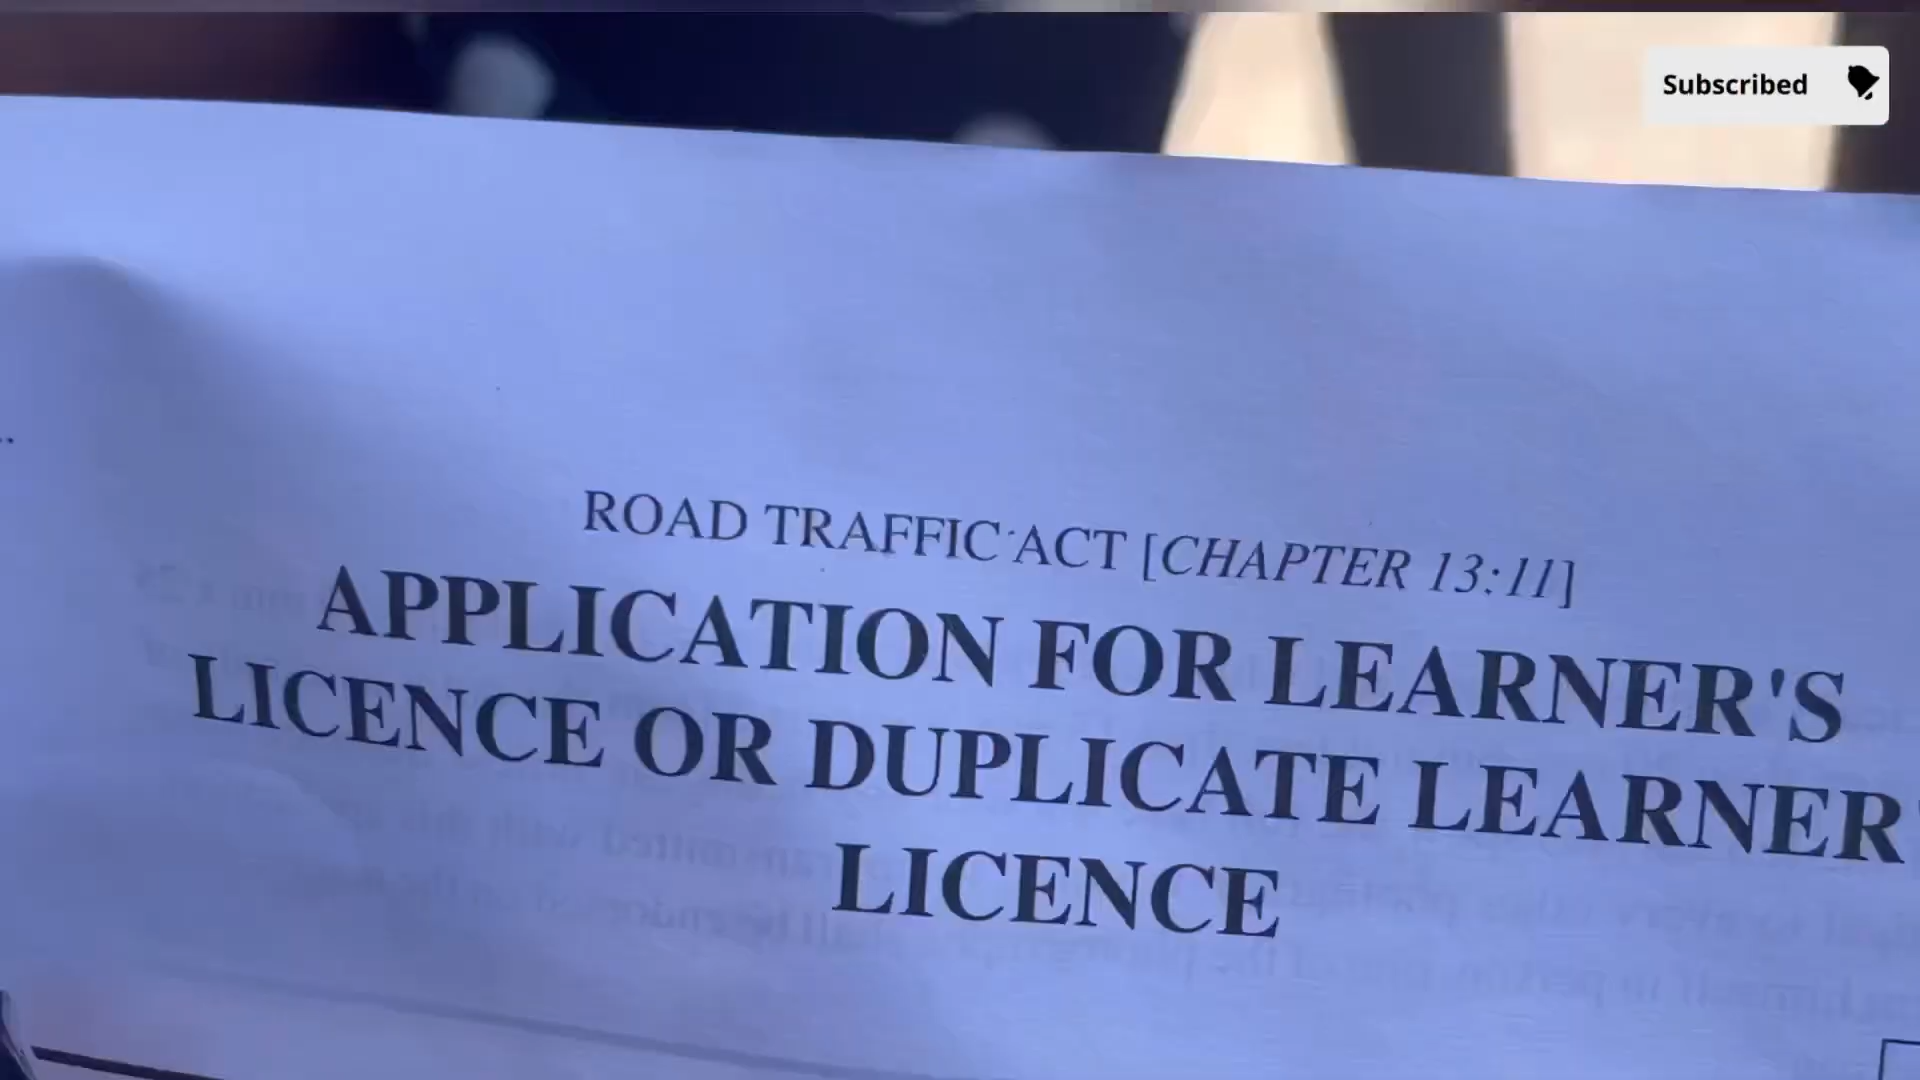 Subscribed
ROAD TRAFFIC ACT [CHAPTER 13:11]
APPLICATION FOR LEARNER'S
LICENCE OR DUPLICATE LEARNER'
LICENCE